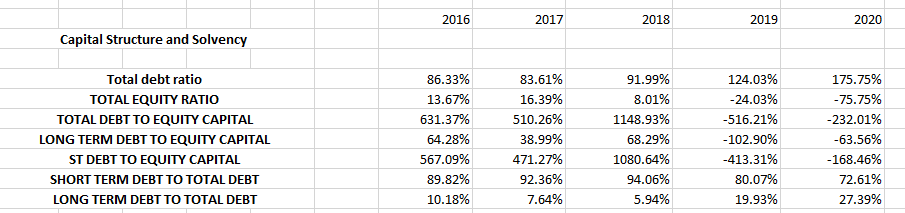 2016 2017 2018 2019 2020
Capital Structure and Solvency
Total debt ratio 86.33% 83.61% 91.99% 124.03% 175.75%
TOTAL EQUITY RATIO 13.67% 16.39% 8.01% -24.03% -75.75%
TOTAL DEBT TO EQUITY CAPITAL 631.37% 510.26% 1148.93% -516.21% -232.01%
LONG TERM DEBT TO EQUITY CAPITAL 64.28% 38.99% 68.29% -102.90% -63.56%
ST DEBT TO EQUITY CAPITAL 567.09% 471.27% 1080.64% -413.31% -168.46%
SHORT TERM DEBT TO TOTAL DEBT 89.82% 92.36% 94.06% 80.07% 72.61%
LONG TERM DEBT TO TOTAL DEBT 10.18% 7.64% 5.94% 19.93% 27.39%